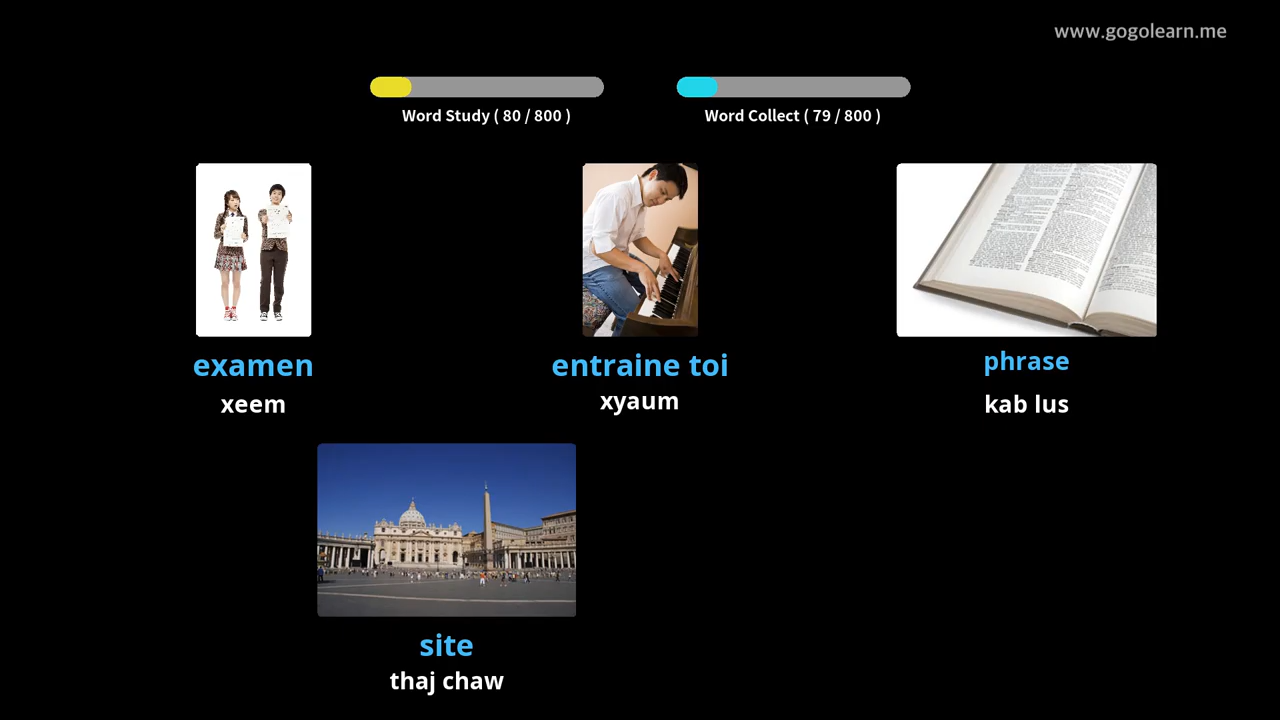 www.gogolearn.me
Word Study ( 80 / 800 )
Word Collect ( 79 / 800 )
examen
xeem
entraine toi
xyaum
phrase
kab lus
site
thaj chaw